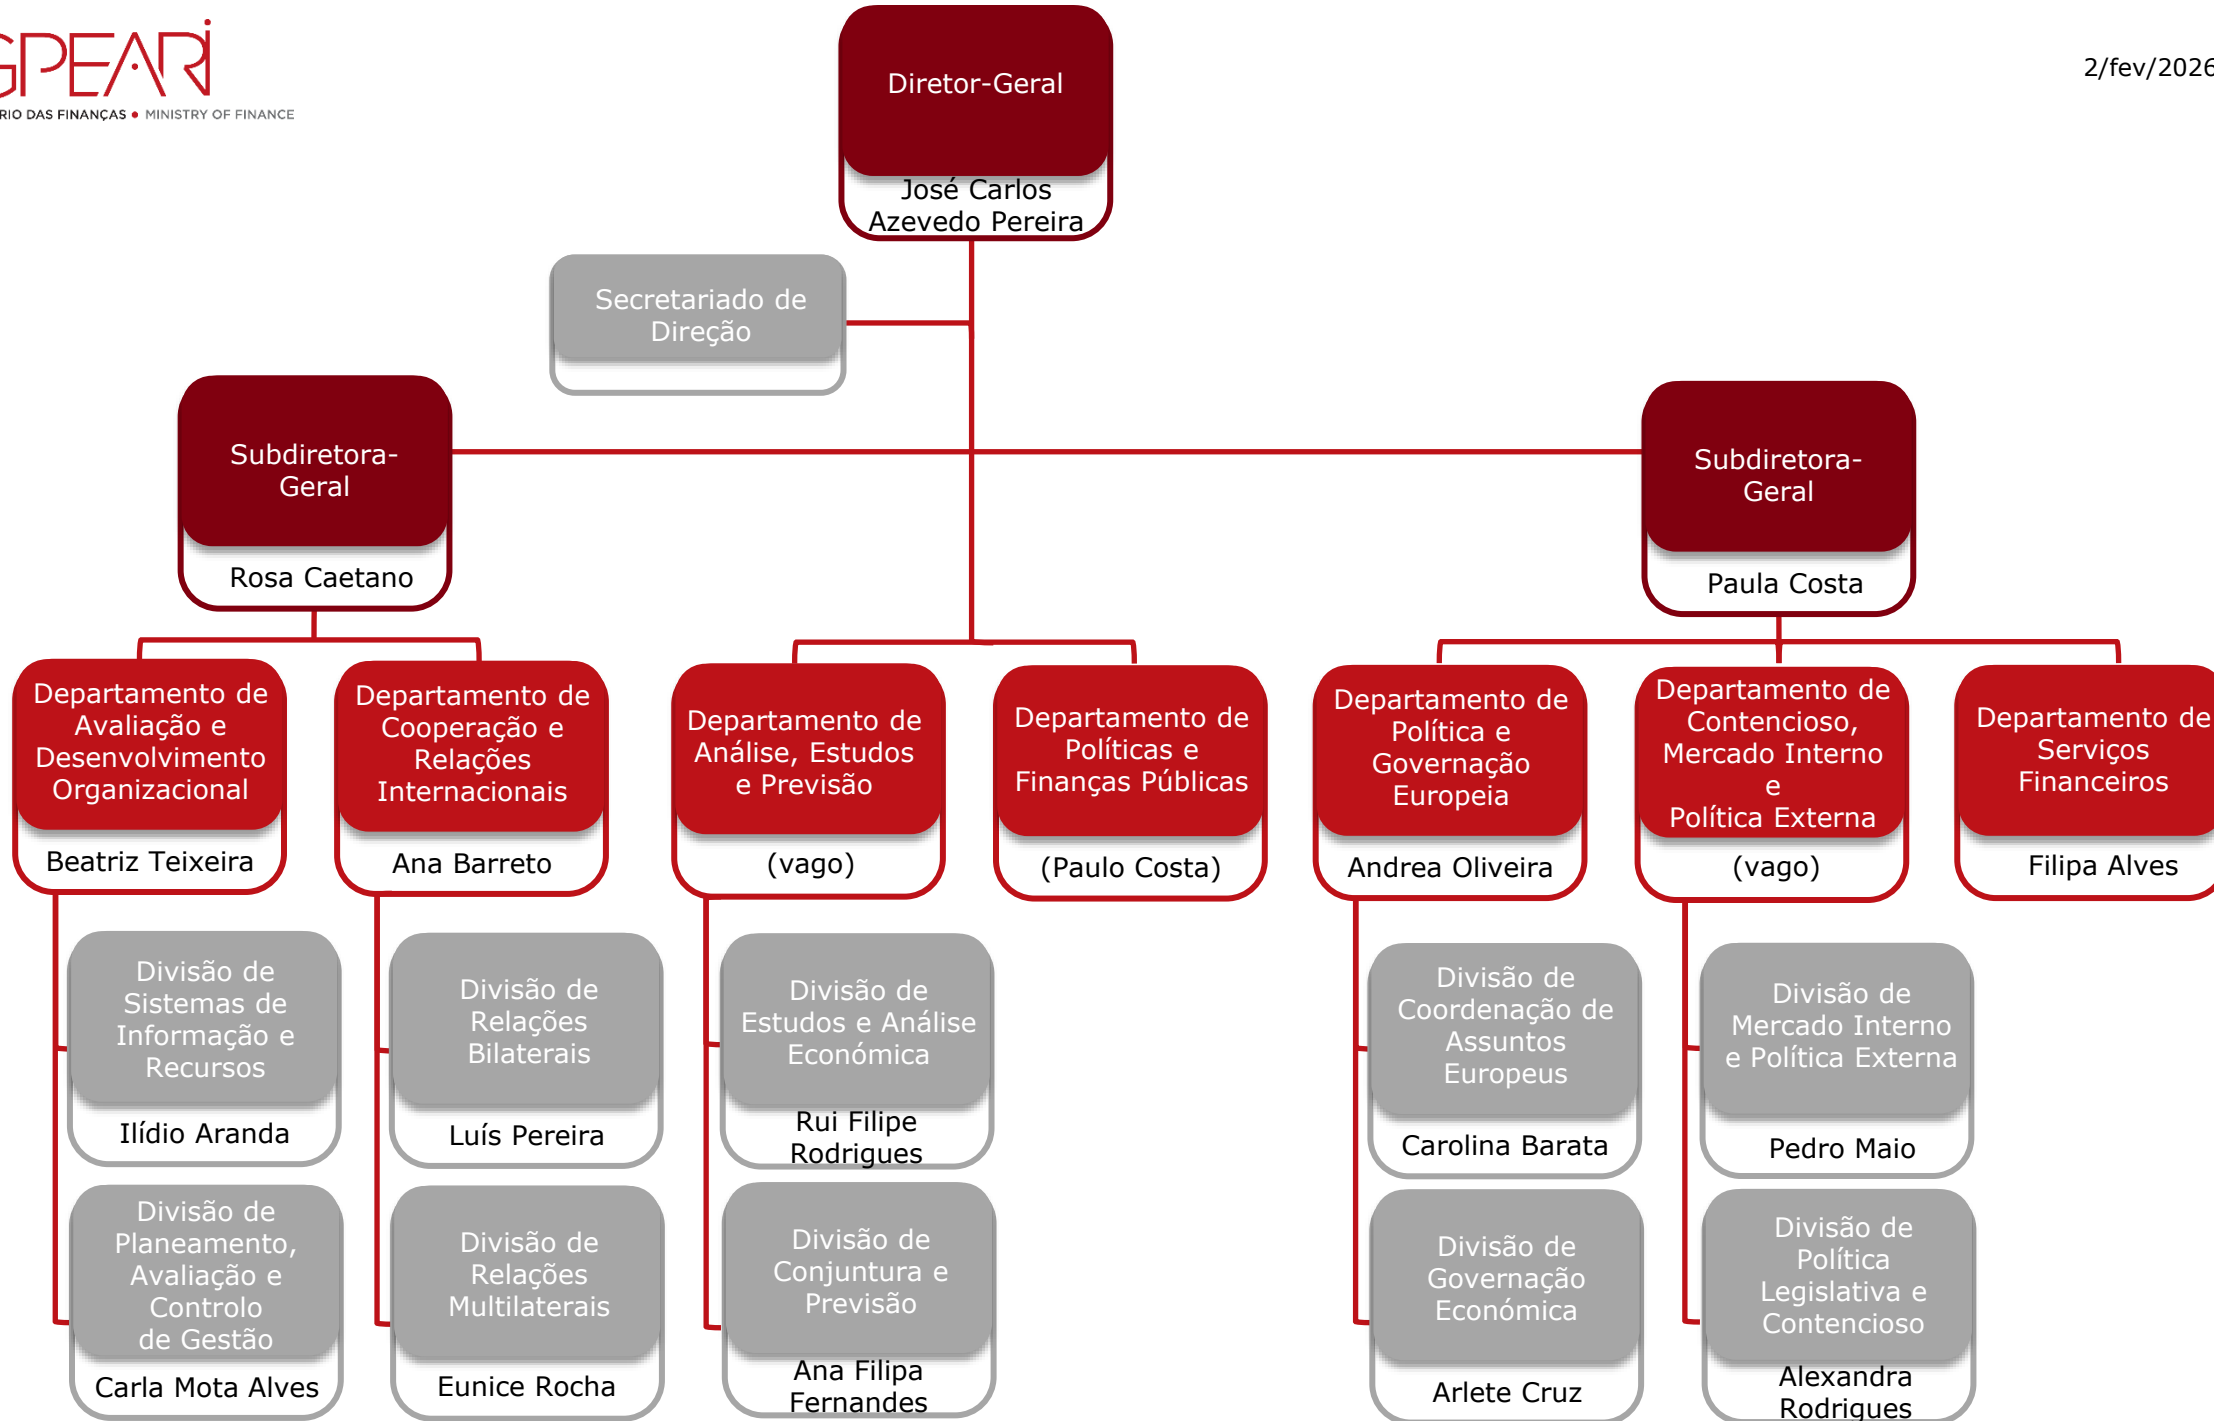 GPEARI
RIO DAS FINANÇAS • MINISTRY OF FINANCE
2/fev/2026
Diretor-Geral
José Carlos
Azevedo Pereira
Secretariado de
Direção
Subdiretora-
Geral
Rosa Caetano
Subdiretora-
Geral
Paula Costa
Departamento de
Avaliação e
Desenvolvimento
Organizacional
Beatriz Teixeira
Departamento de
Cooperação e
Relações
Internacionais
Ana Barreto
Departamento de
Análise, Estudos
e Previsão
(vago)
Departamento de
Políticas e
Finanças Públicas
(Paulo Costa)
Departamento de
Política e
Governação
Europeia
Andrea Oliveira
Departamento de
Contencioso,
Mercado Interno
e
Política Externa
(vago)
Departamento de
Serviços
Financeiros
Filipa Alves
Divisão de
Sistemas de
Informação e
Recursos
Ilídio Aranda
Divisão de
Relações
Bilaterais
Luís Pereira
Divisão de
Estudos e Análise
Económica
Rui Filipe
Rodrigues
Divisão de
Coordenação de
Assuntos
Europeus
Carolina Barata
Divisão de
Mercado Interno
e Política Externa
Pedro Maio
Divisão de
Planeamento,
Avaliação e
Controlo
de Gestão
Carla Mota Alves
Divisão de
Relações
Multilaterais
Eunice Rocha
Divisão de
Conjuntura e
Previsão
Ana Filipa
Fernandes
Divisão de
Governação
Económica
Arlete Cruz
Divisão de
Política
Legislativa e
Contencioso
Alexandra
Rodrigues